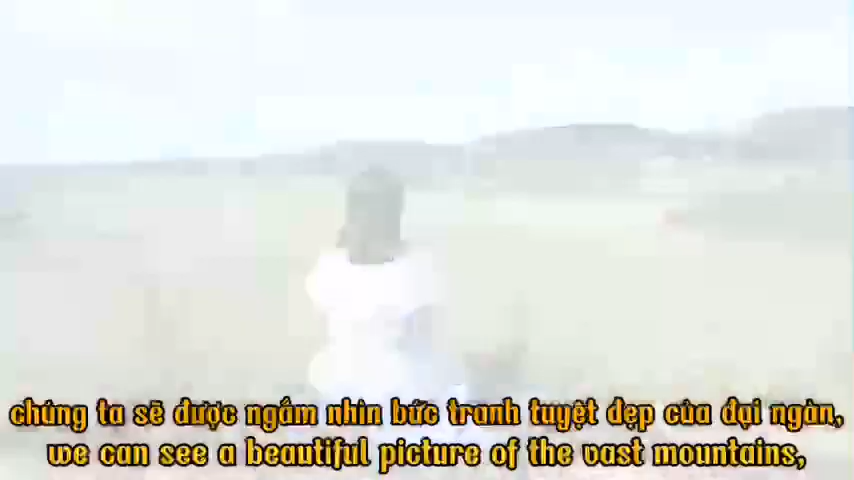 chúng ta sẽ được ngắm nhìn bức tranh tuyệt đẹp của đại ngàn,
we can see a beautiful picture of the vast mountains,